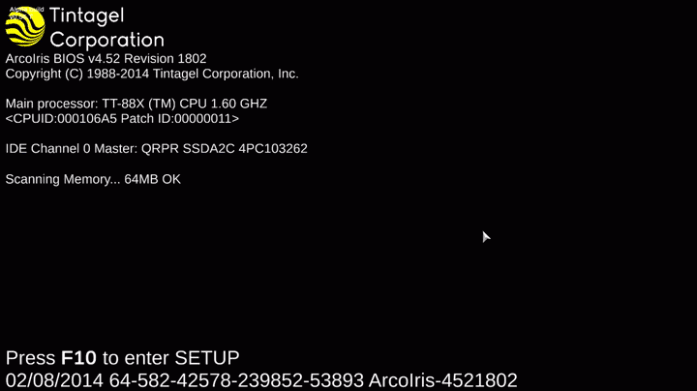 Tintagel
Corporation
ArcoIris BIOS v4.52 Revision 1802
Copyright (C) 1988-2014 Tintagel Corporation, Inc.
Main processor: TT-88X (TM) CPU 1.60 GHZ
<CPUID:000106A5 Patch ID:00000011>
IDE Channel 0 Master: QRPR SSDA2C 4PC103262
Scanning Memory... 64MB OK
Press F10 to enter SETUP
02/08/2014 64-582-42578-239852-53893 ArcoIris-4521802